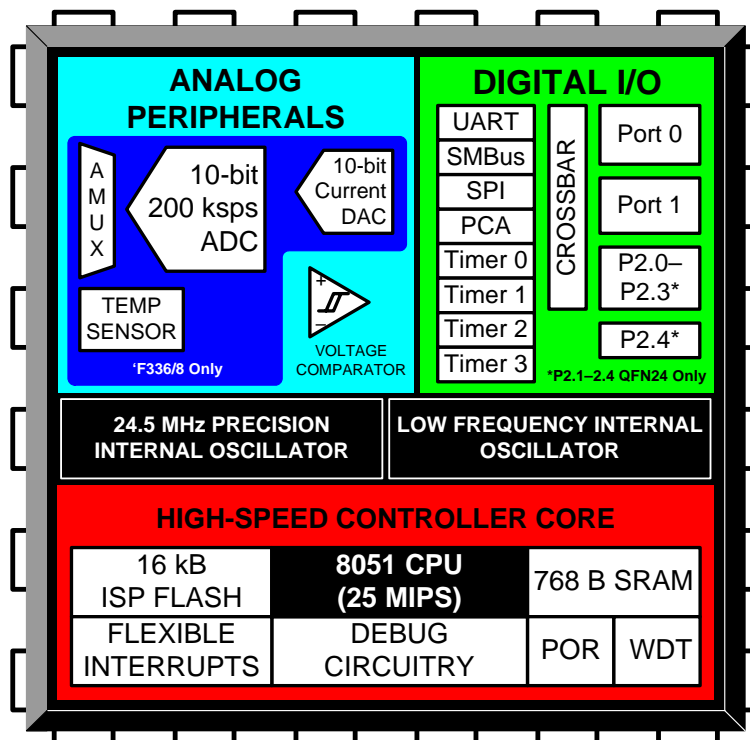 ANALOG
PERIPHERALS
A
M
U
X
10-bit
200 ksps
ADC
10-bit
Current
DAC
TEMP
SENSOR
+
–
VOLTAGE
COMPARATOR
‘F336/8 Only
DIGITAL I/O
UART
SMBus
SPI
PCA
Timer 0
Timer 1
Timer 2
Timer 3
CROSSBAR
Port 0
Port 1
P2.0–
P2.3*
P2.4*
*P2.1–2.4 QFN24 Only
24.5 MHz PRECISION
INTERNAL OSCILLATOR
LOW FREQUENCY INTERNAL
OSCILLATOR
HIGH-SPEED CONTROLLER CORE
16 kB
ISP FLASH
8051 CPU
(25 MIPS)
768 B SRAM
FLEXIBLE
INTERRUPTS
DEBUG
CIRCUITRY
POR
WDT